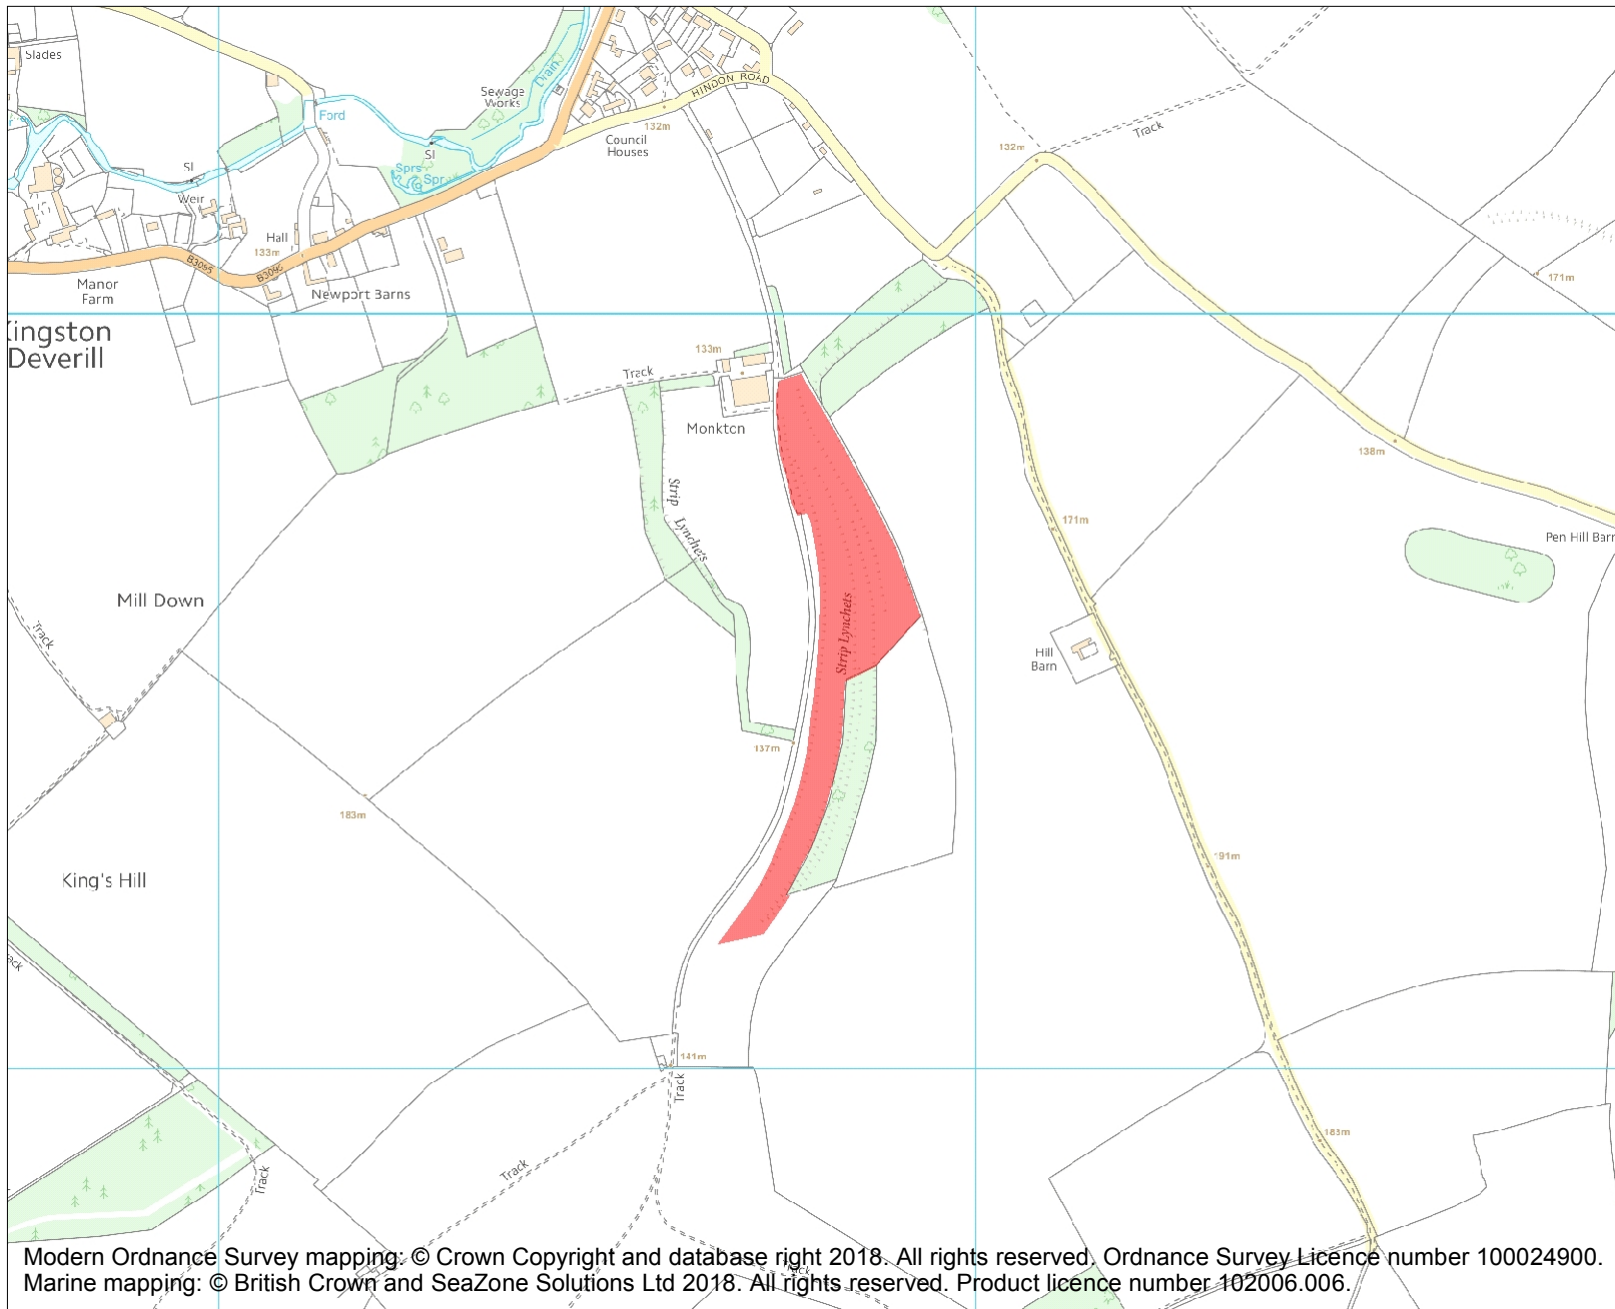 Slades
Sewage
Works
Drain
HINDON ROAD
Ford
132m
Council
Houses
Sl
Sprs
Spr
Track
132m
Sl
Weir
Hall
133m
B3095
Manor
Farm
Newport Barns
171m
Kingston
Deverill
133m
Track
Monkton
138m
Strip
Lynchets
171m
Pen Hill Barn
Mill Down
Track
Strip Lynchets
Hill
Barn
137m
183m
191m
King's Hill
141m
Track
183m
Track
Track
Modern Ordnance Survey mapping: © Crown Copyright and database right 2018. All rights reserved. Ordnance Survey Licence number 100024900.
Marine mapping: © British Crown and SeaZone Solutions Ltd 2018. All rights reserved. Product licence number 102006.006.